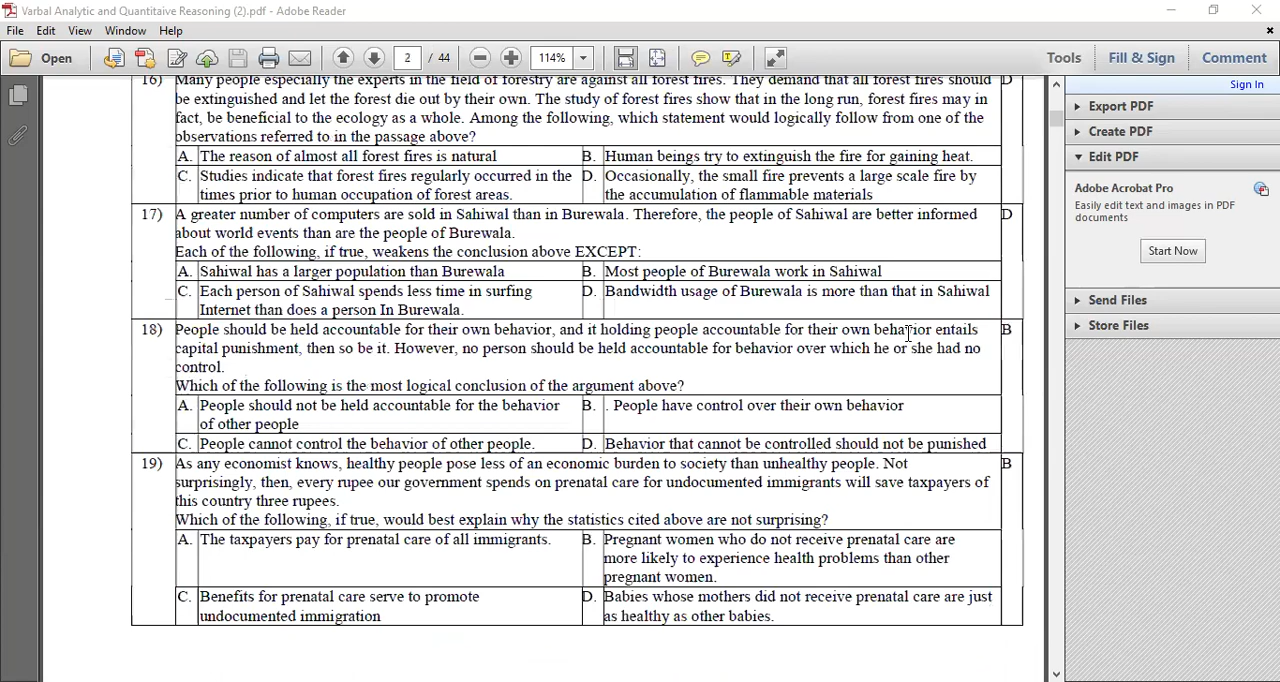 Varbal Analytic and Quantitaive Reasoning (2).pdf - Adobe Reader
File Edit View Window Help
Open 2 / 44 114% Tools Fill & Sign Comment
Sign In
Export PDF
Create PDF
Edit PDF
Adobe Acrobat Pro
Easily edit text and images in PDF
documents
Start Now
Send Files
Store Files
16) Many people especially the experts in the field of forestry are against all forest fires. They demand that all forest fires should D
be extinguished and let the forest die out by their own. The study of forest fires show that in the long run, forest fires may in
fact, be beneficial to the ecology as a whole. Among the following, which statement would logically follow from one of the
observations referred to in the passage above?
A. The reason of almost all forest fires is natural
B. Human beings try to extinguish the fire for gaining heat.
C. Studies indicate that forest fires regularly occurred in the
times prior to human occupation of forest areas.
D. Occasionally, the small fire prevents a large scale fire by
the accumulation of flammable materials
17) A greater number of computers are sold in Sahiwal than in Burewala. Therefore, the people of Sahiwal are better informed D
about world events than are the people of Burewala.
Each of the following, if true, weakens the conclusion above EXCEPT:
A. Sahiwal has a larger population than Burewala
B. Most people of Burewala work in Sahiwal
C. Each person of Sahiwal spends less time in surfing
Internet than does a person In Burewala.
D. Bandwidth usage of Burewala is more than that in Sahiwal
18) People should be held accountable for their own behavior, and it holding people accountable for their own behavior entails B
capital punishment, then so be it. However, no person should be held accountable for behavior over which he or she had no
control.
Which of the following is the most logical conclusion of the argument above?
A. People should not be held accountable for the behavior
of other people
B. . People have control over their own behavior
C. People cannot control the behavior of other people.
D. Behavior that cannot be controlled should not be punished
19) As any economist knows, healthy people pose less of an economic burden to society than unhealthy people. Not B
surprisingly, then, every rupee our government spends on prenatal care for undocumented immigrants will save taxpayers of
this country three rupees.
Which of the following, if true, would best explain why the statistics cited above are not surprising?
A. The taxpayers pay for prenatal care of all immigrants.
B. Pregnant women who do not receive prenatal care are
more likely to experience health problems than other
pregnant women.
C. Benefits for prenatal care serve to promote
undocumented immigration
D. Babies whose mothers did not receive prenatal care are just
as healthy as other babies.